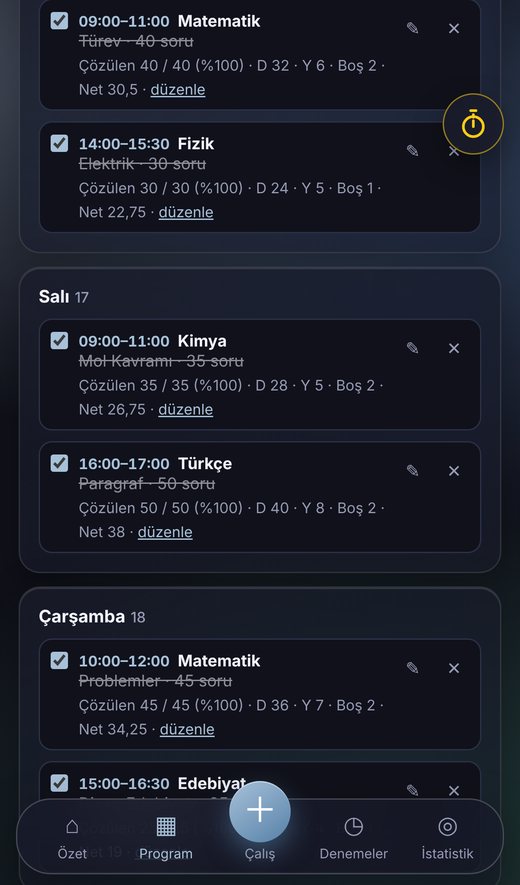 09:00–11:00 Matematik
Türev · 40 soru
Çözülen 40 / 40 (%100) · D 32 · Y 6 · Boş 2 ·
Net 30,5 · düzenle
14:00–15:30 Fizik
Elektrik · 30 soru
Çözülen 30 / 30 (%100) · D 24 · Y 5 · Boş 1 ·
Net 22,75 · düzenle
Salı 17
09:00–11:00 Kimya
Mol Kavramı · 35 soru
Çözülen 35 / 35 (%100) · D 28 · Y 5 · Boş 2 ·
Net 26,75 · düzenle
16:00–17:00 Türkçe
Paragraf · 50 soru
Çözülen 50 / 50 (%100) · D 40 · Y 8 · Boş 2 ·
Net 38 · düzenle
Çarşamba 18
10:00–12:00 Matematik
Problemler · 45 soru
Çözülen 45 / 45 (%100) · D 36 · Y 7 · Boş 2 ·
Net 34,25 · düzenle
15:00–16:30 Edebiyat
Net 19 ·
Özet Program Çalış Denemeler İstatistik